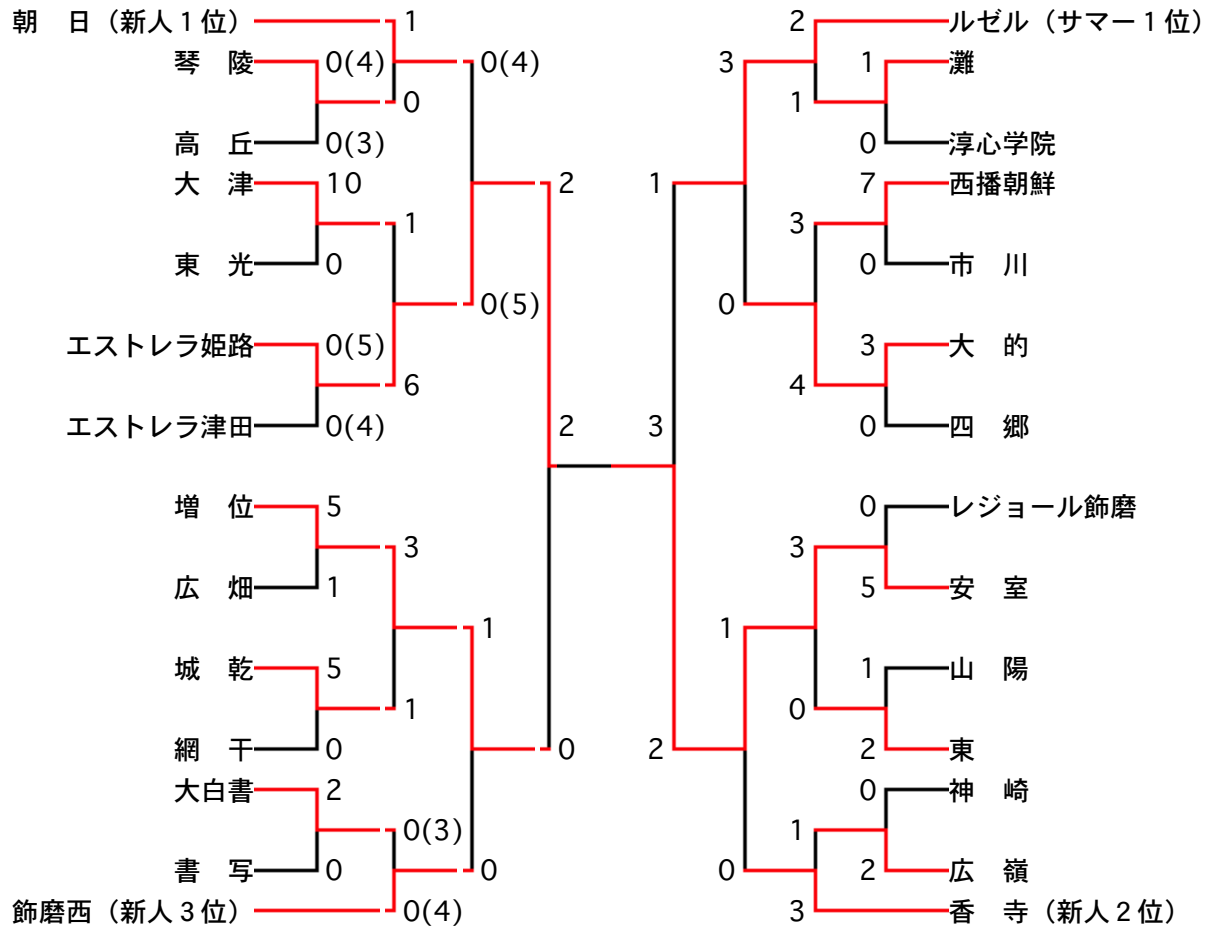 朝　日（新人１位）
1
2
ルゼル（サマー１位）
琴　陵
0(4)
0(4)
3
1
灘
0
1
高　丘
0(3)
0
淳心学院
大　津
10
2
1
7
西播朝鮮
1
3
東　光
0
0
市　川
0(5)
0
エストレラ姫路
0(5)
3
大　的
6
4
エストレラ津田
0(4)
2
3
0
四　郷
増　位
5
0
レジョール飾磨
3
3
広　畑
1
5
安　室
1
1
城　乾
5
1
山　陽
1
0
網　干
0
0
2
2
東
大白書
2
0
神　崎
0(3)
1
書　写
0
0
0
2
広　嶺
飾磨西（新人３位）
0(4)
3
香　寺（新人２位）